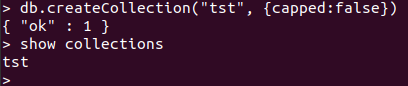 > db.createCollection("tst", {capped:false})
{ "ok" : 1 }
> show collections
tst
>